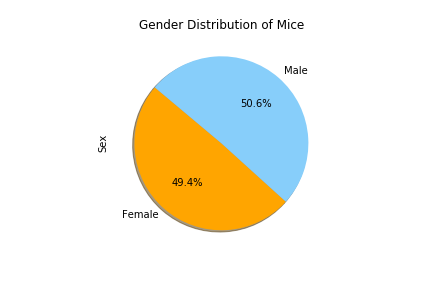 Gender Distribution of Mice
Male
50.6%
Sex
49.4%
Female